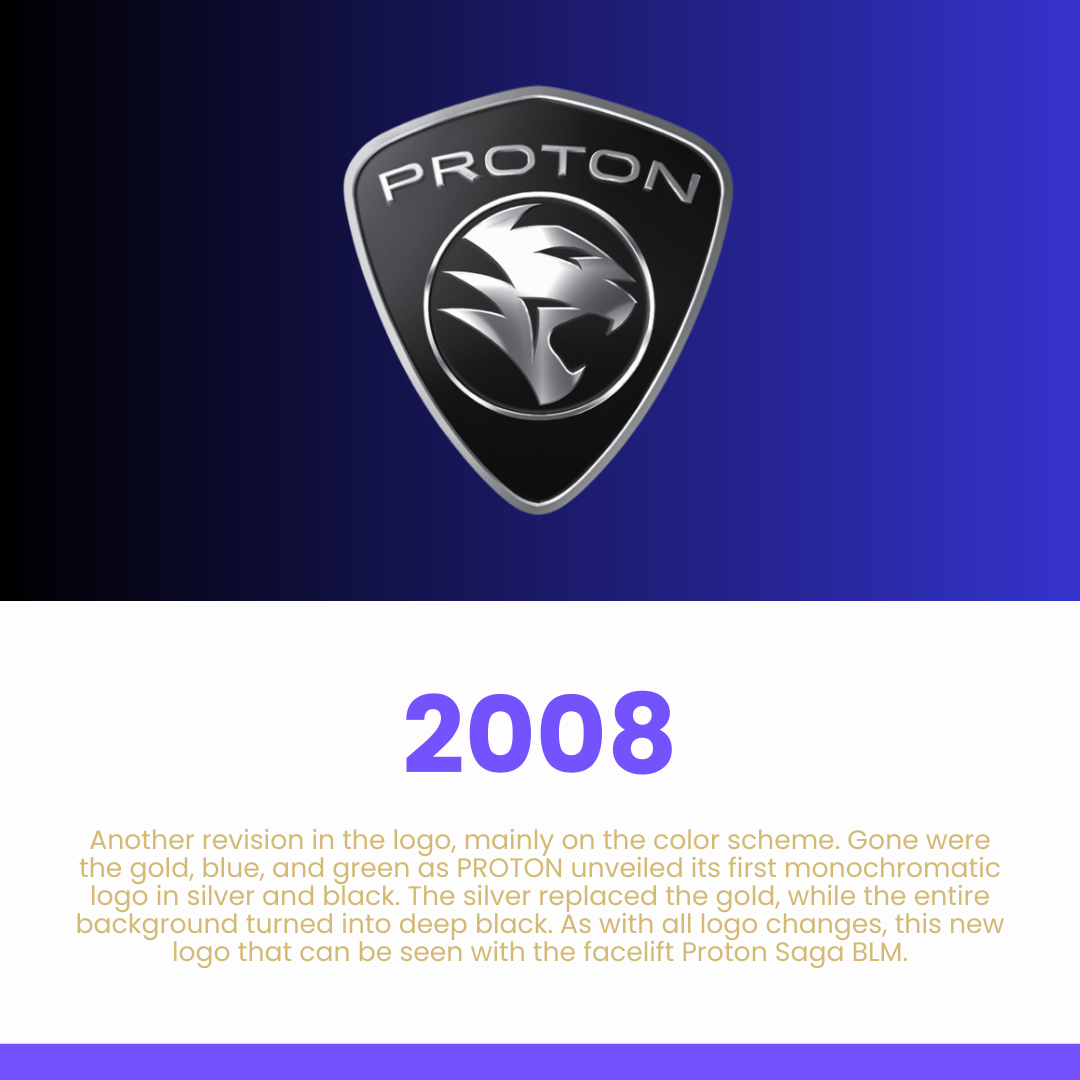 PROTON
2008
Another revision in the logo, mainly on the color scheme. Gone were
the gold, blue, and green as PROTON unveiled its first monochromatic
logo in silver and black. The silver replaced the gold, while the entire
background turned into deep black. As with all logo changes, this new
logo that can be seen with the facelift Proton Saga BLM.